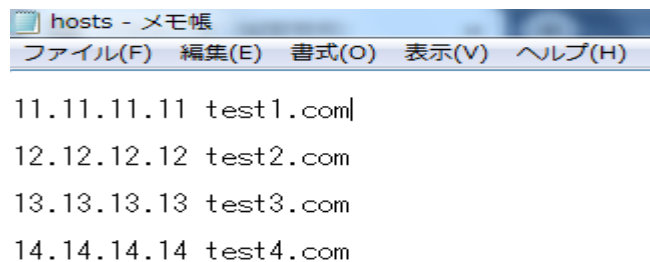 hosts - メモ帳
ファイル(F) 編集(E) 書式(O) 表示(V) ヘルプ(H)
11.11.11.11 test1.com
12.12.12.12 test2.com
13.13.13.13 test3.com
14.14.14.14 test4.com